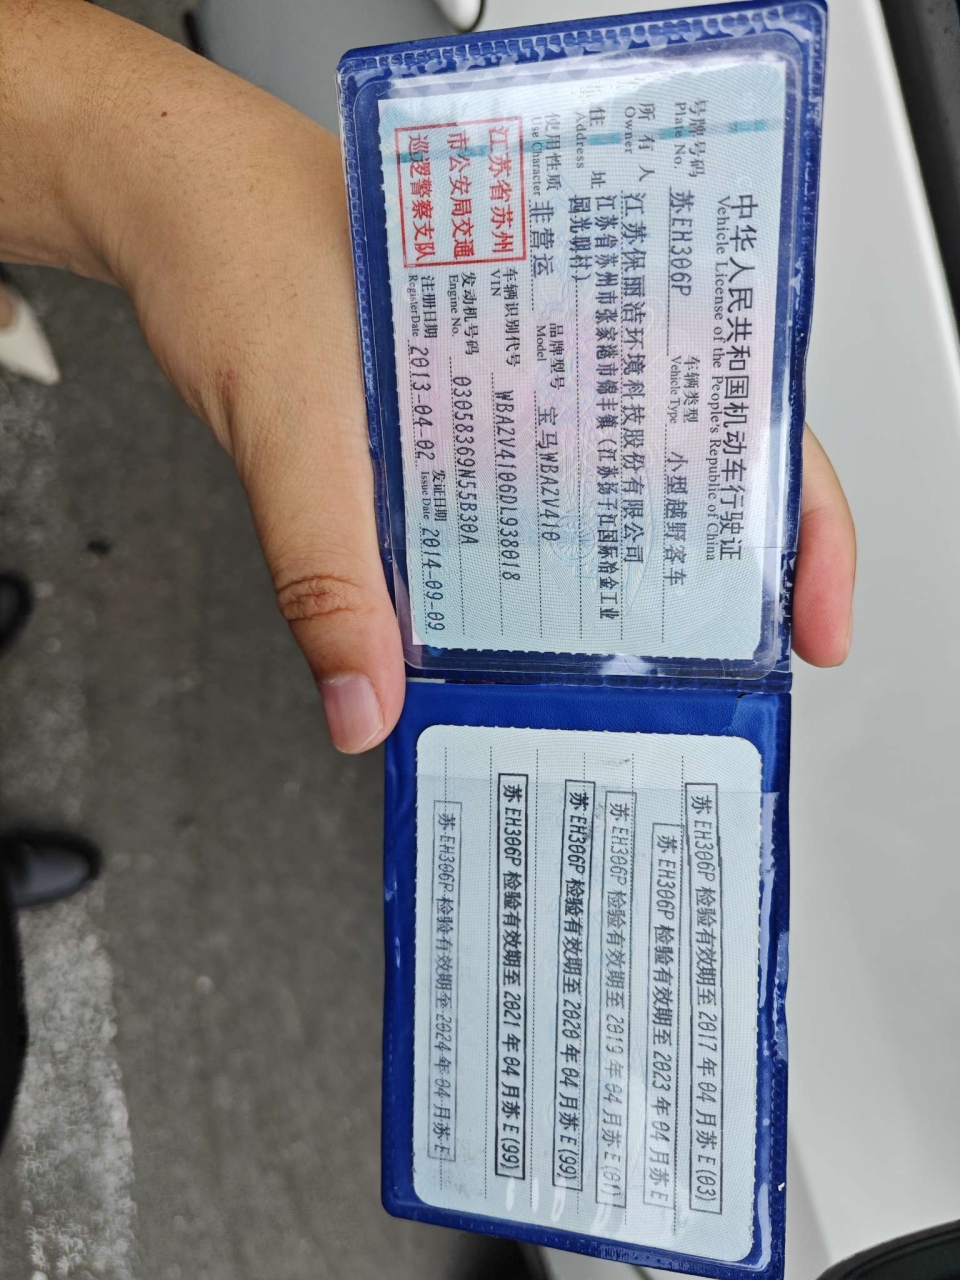 中华人民共和国机动车行驶证
Vehicle License of the People's Republic of China
号牌号码 苏EH306P 车辆类型 小型越野客车
Plate No. Vehicle Type
所有人 江苏保丽洁环境科技股份有限公司
Owner
住址 江苏省苏州市张家港市锦丰镇(江苏扬子江国际冶金工业
Address 园光明村)
使用性质 非营运 品牌型号 宝马WBAZV410
Use Character Model
江苏省苏州
市公安局交通
巡逻警察支队
车辆识别代号 WBAZV4106DL938018
VIN
发动机号码 03058369N55B30A
Engine No.
注册日期 2013-04-02 发证日期 2014-09-09
Register Date Issue Date
苏EH306P 检验有效期至 2017年04月苏E(03)
苏EH306P 检验有效期至 2023年04月苏E
苏EH306P 检验有效期至 2019年04月苏E(01)
苏EH306P 检验有效期至 2020年04月苏E(99)
苏EH306P 检验有效期至 2021年04月苏E(99)
苏EH306P 检验有效期至 2024年04月苏E